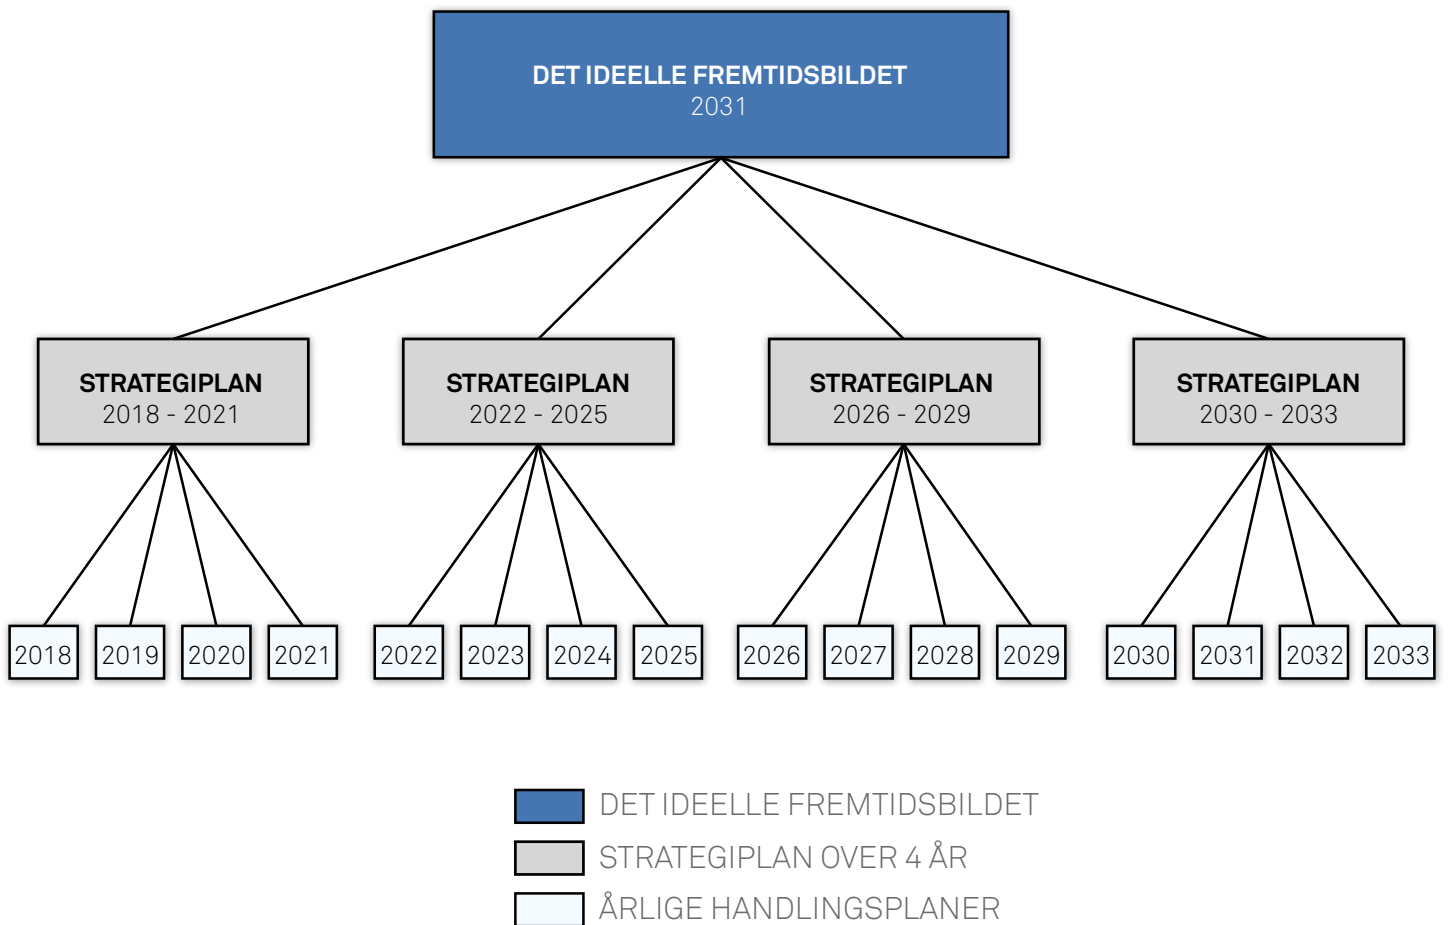 DET IDEELLE FREMTIDSBILDET
2031
STRATEGIPLAN
2018 - 2021
STRATEGIPLAN
2022 - 2025
STRATEGIPLAN
2026 - 2029
STRATEGIPLAN
2030 - 2033
2018
2019
2020
2021
2022
2023
2024
2025
2026
2027
2028
2029
2030
2031
2032
2033
DET IDEELLE FREMTIDSBILDET
STRATEGIPLAN OVER 4 ÅR
ÅRLIGE HANDLINGSPLANER